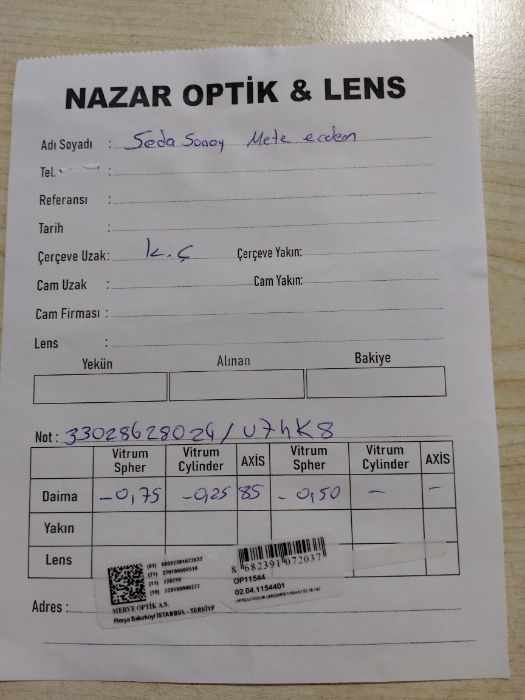 NAZAR OPTİK & LENS
Adı Soyadı : Seda Sonay Mete erdem
Tel.
Referansı :
Tarih :
Çerçeve Uzak: K.Ç Çerçeve Yakın:
Cam Uzak : Cam Yakın:
Cam Firması :
Lens :
Yekün Alınan Bakiye
Not : 33028628024 / U7hK8
Vitrum Spher Vitrum Cylinder AXİS Vitrum Spher Vitrum Cylinder AXİS
Daima -0,75 -0,25 85 -0,50 - -
Yakın
Lens
8 682391 072037
OP11544
02.04.1154401
MERVE OPTİK A.S.
Florya Bakırköy/ İSTANBUL - TÜRKİYE
Adres :